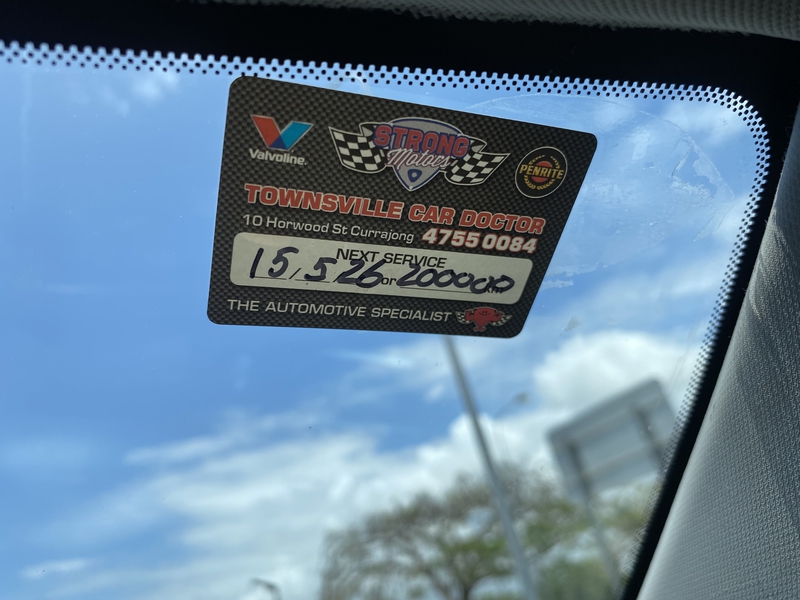 Valvoline.
STRONG
Motors
PENRITE
TOWNSVILLE CAR DOCTOR
10 Horwood St Currajong 4755 0084
NEXT SERVICE
15/5/26 or 200000
THE AUTOMOTIVE SPECIALIST